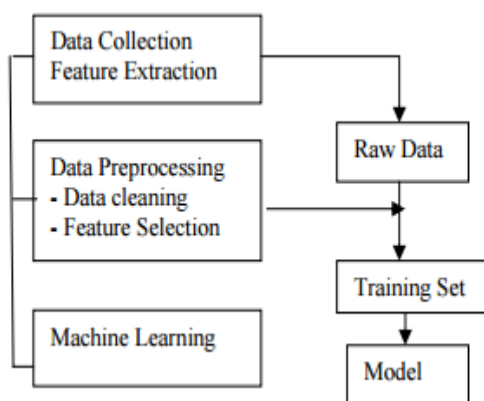 Data Collection
Feature Extraction
Raw Data
Data Preprocessing
- Data cleaning
- Feature Selection
Training Set
Machine Learning
Model